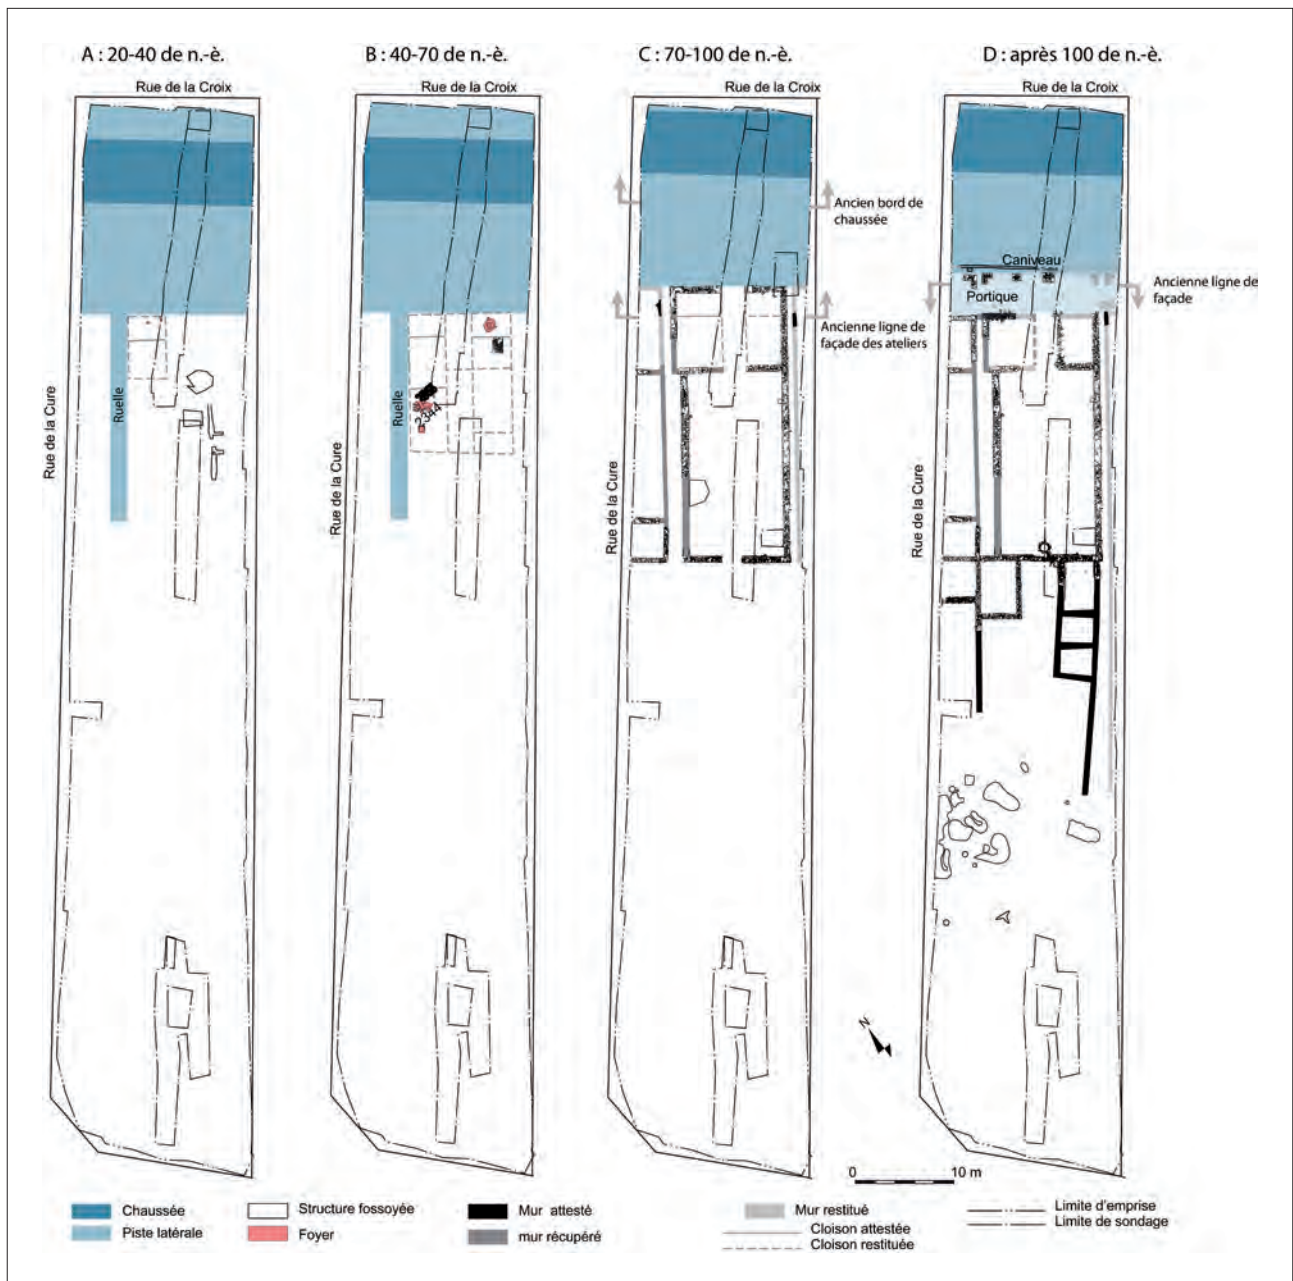 A : 20-40 de n.-è.
B : 40-70 de n.-è.
C : 70-100 de n.-è.
D : après 100 de n.-è.
Rue de la Croix
Rue de la Croix
Rue de la Croix
Rue de la Croix
Ancien bord de
chaussée
Caniveau
Portique
Ancienne ligne de
façade
Ancienne ligne de
façade des ateliers
Ruelle
Ruelle
2344
Rue de la Cure
Rue de la Cure
Rue de la Cure
Rue de la Cure
N
0
10 m
Chaussée
Piste latérale
Structure fossoyée
Foyer
Mur attesté
mur récupéré
Mur restitué
Cloison attestée
Cloison restituée
Limite d'emprise
Limite de sondage